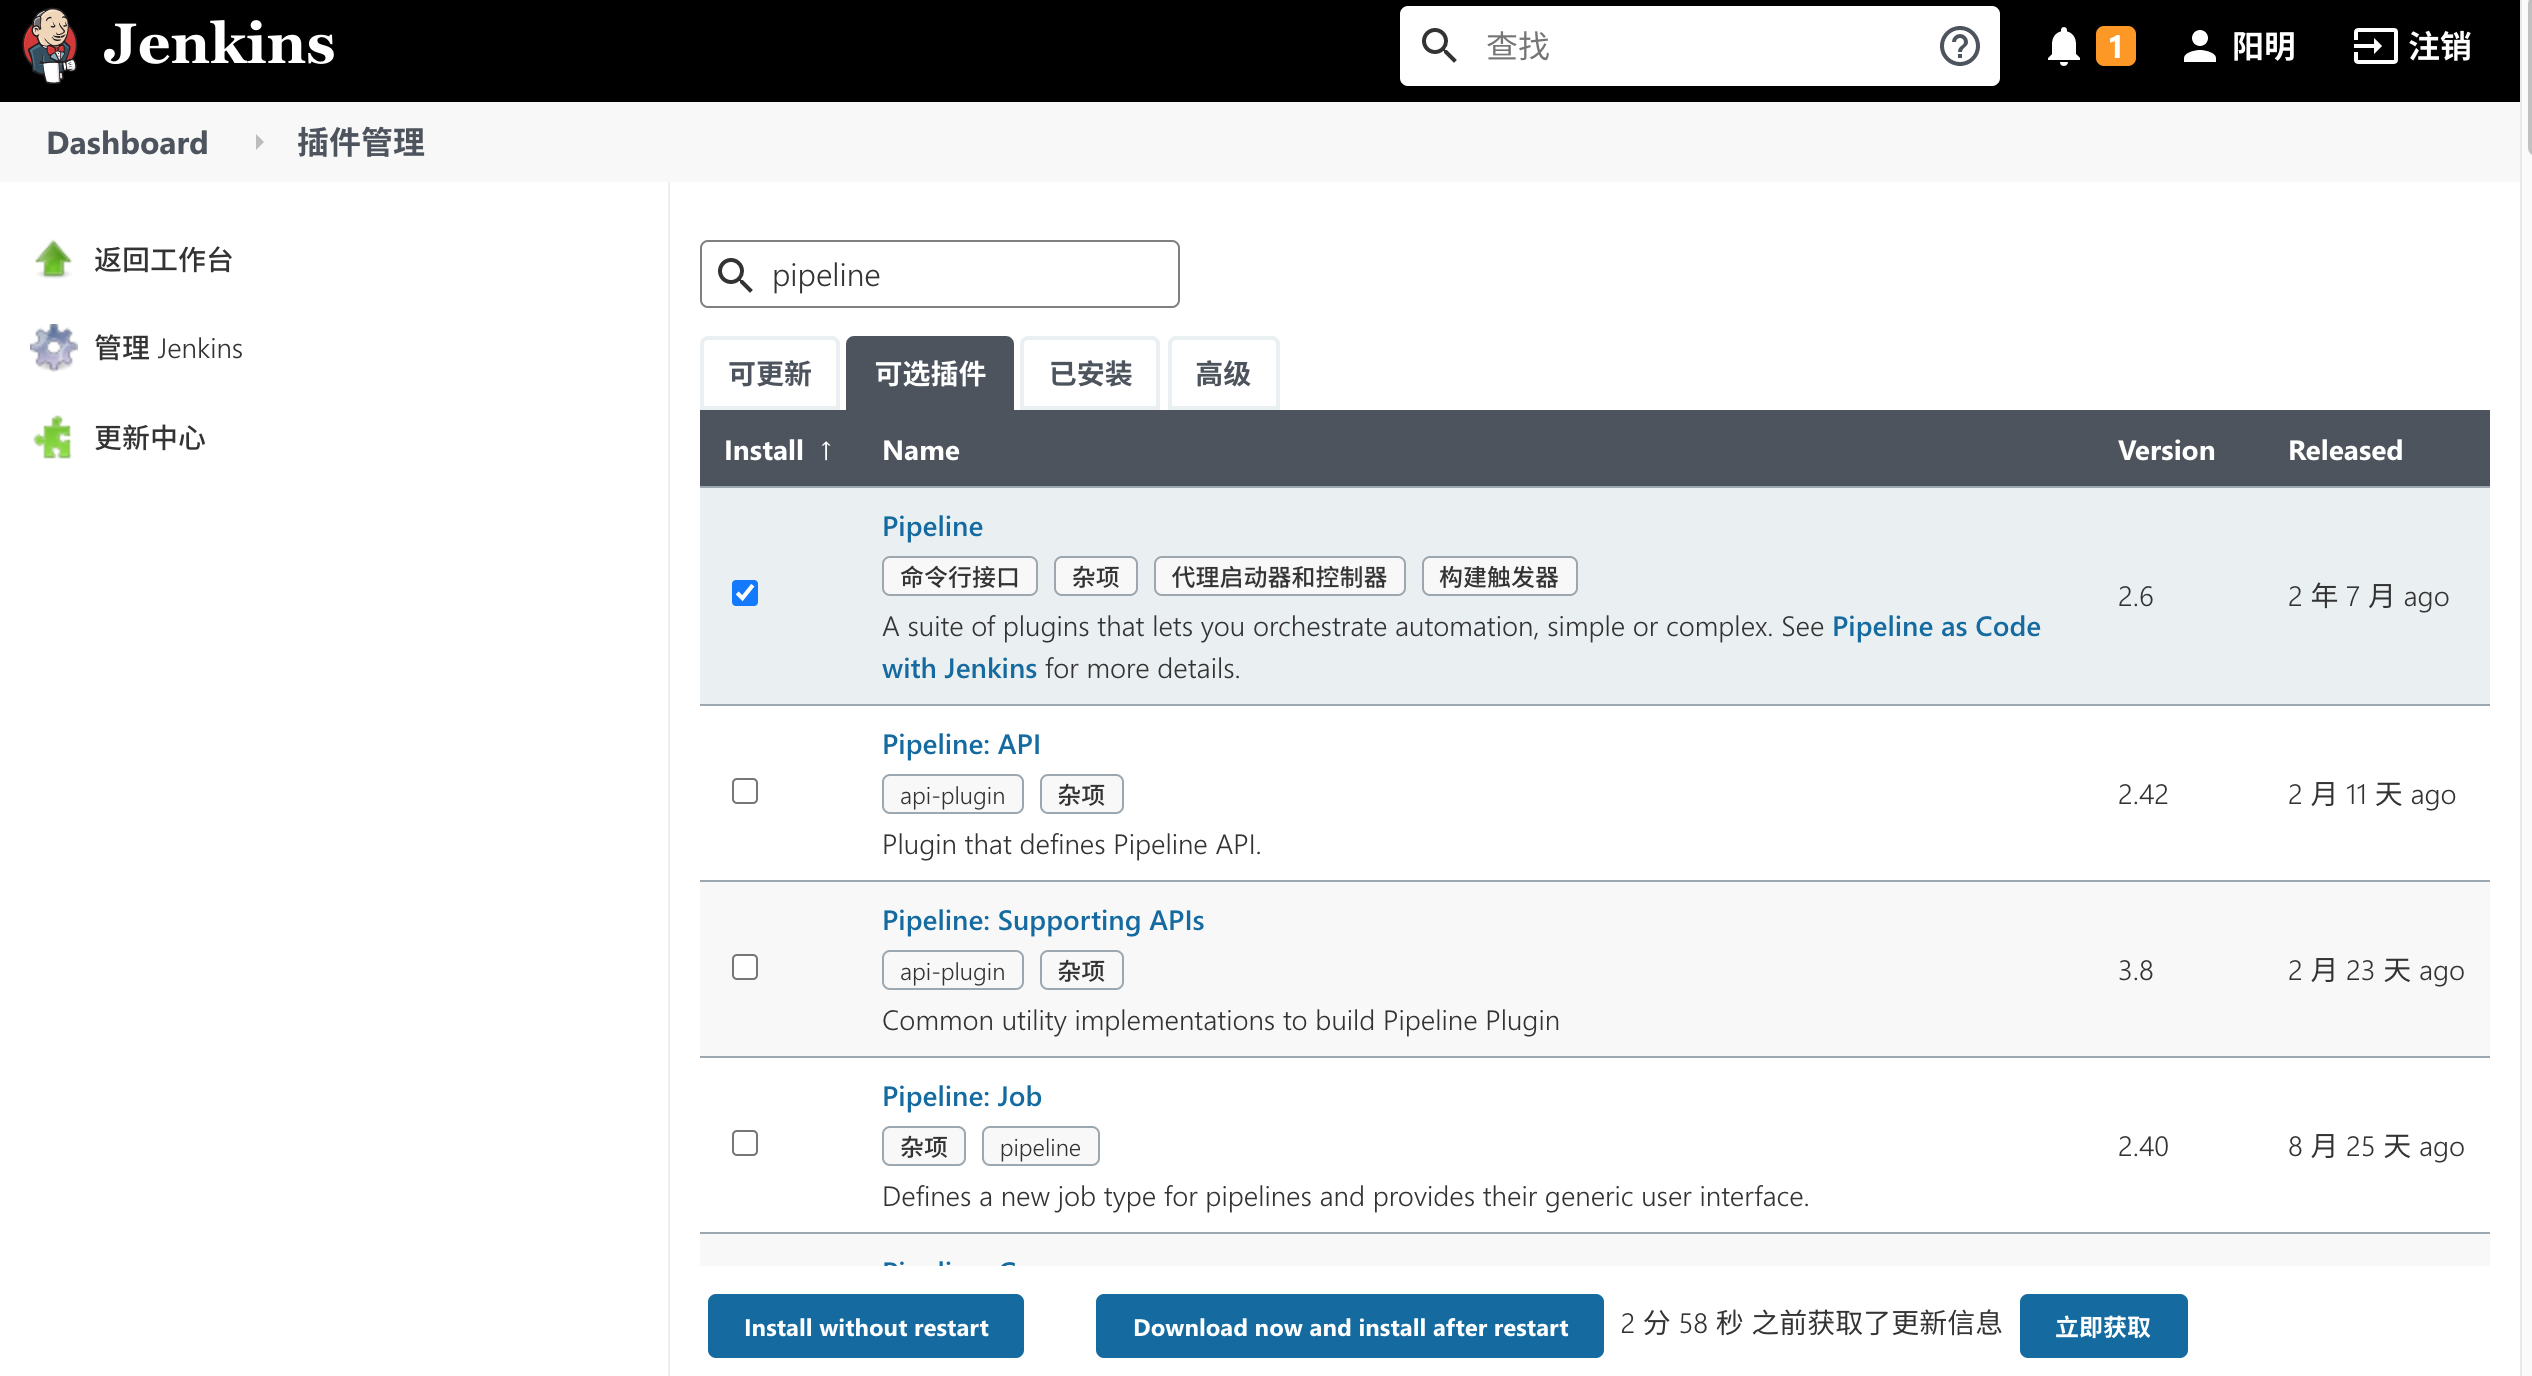 Jenkins
查找
1
阳明
注销
Dashboard
插件管理
返回工作台
管理 Jenkins
更新中心
pipeline
可更新 可选插件 已安装 高级
Install ↑ Name Version Released
Pipeline
命令行接口 杂项 代理启动器和控制器 构建触发器
A suite of plugins that lets you orchestrate automation, simple or complex. See Pipeline as Code
with Jenkins for more details.
2.6 2 年 7 月 ago
Pipeline: API
api-plugin 杂项
Plugin that defines Pipeline API.
2.42 2 月 11 天 ago
Pipeline: Supporting APIs
api-plugin 杂项
Common utility implementations to build Pipeline Plugin
3.8 2 月 23 天 ago
Pipeline: Job
杂项 pipeline
Defines a new job type for pipelines and provides their generic user interface.
2.40 8 月 25 天 ago
Install without restart Download now and install after restart 2 分 58 秒 之前获取了更新信息 立即获取